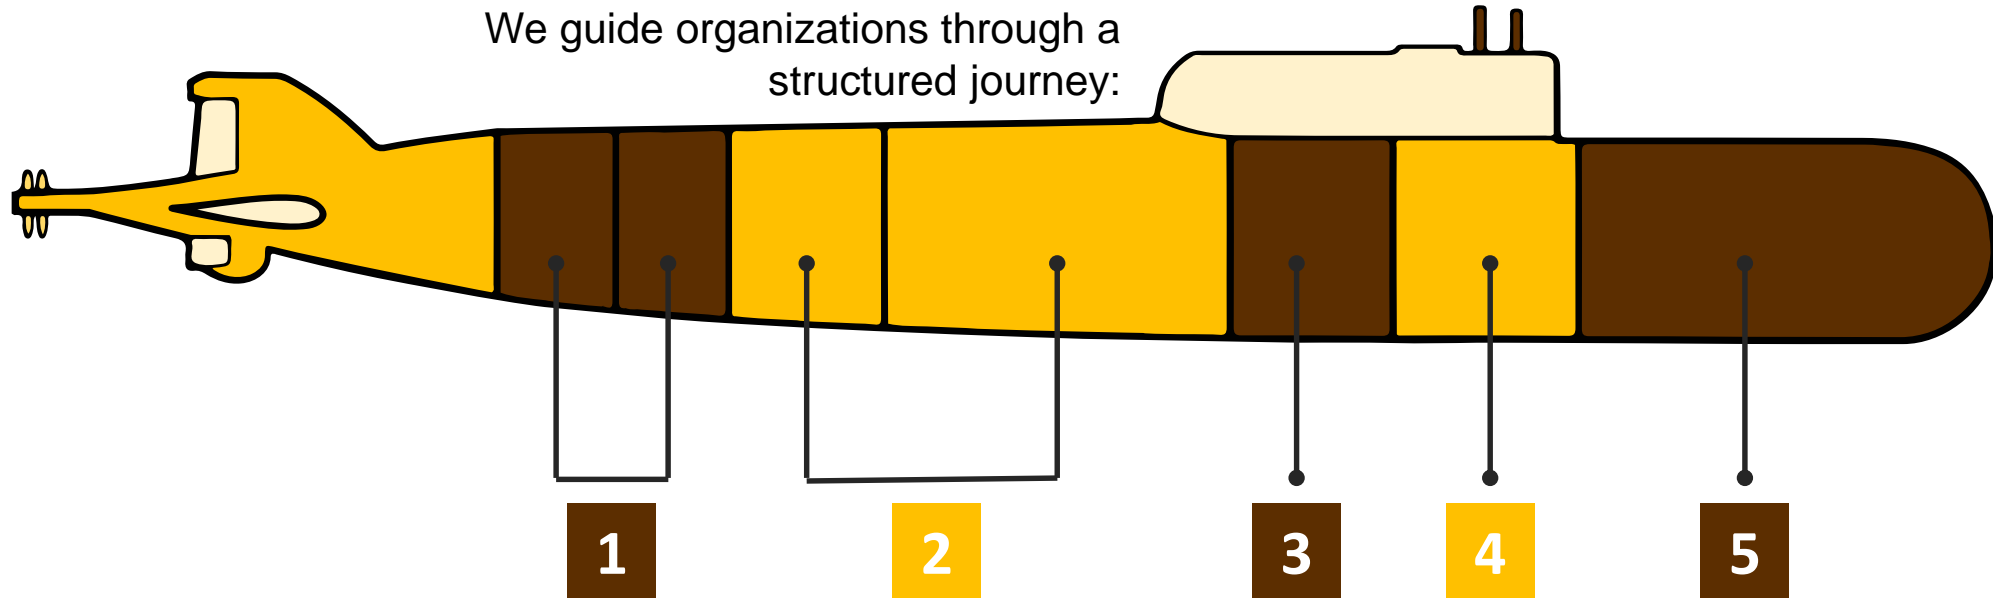 We guide organizations through a
structured journey:
1 2 3 4 5